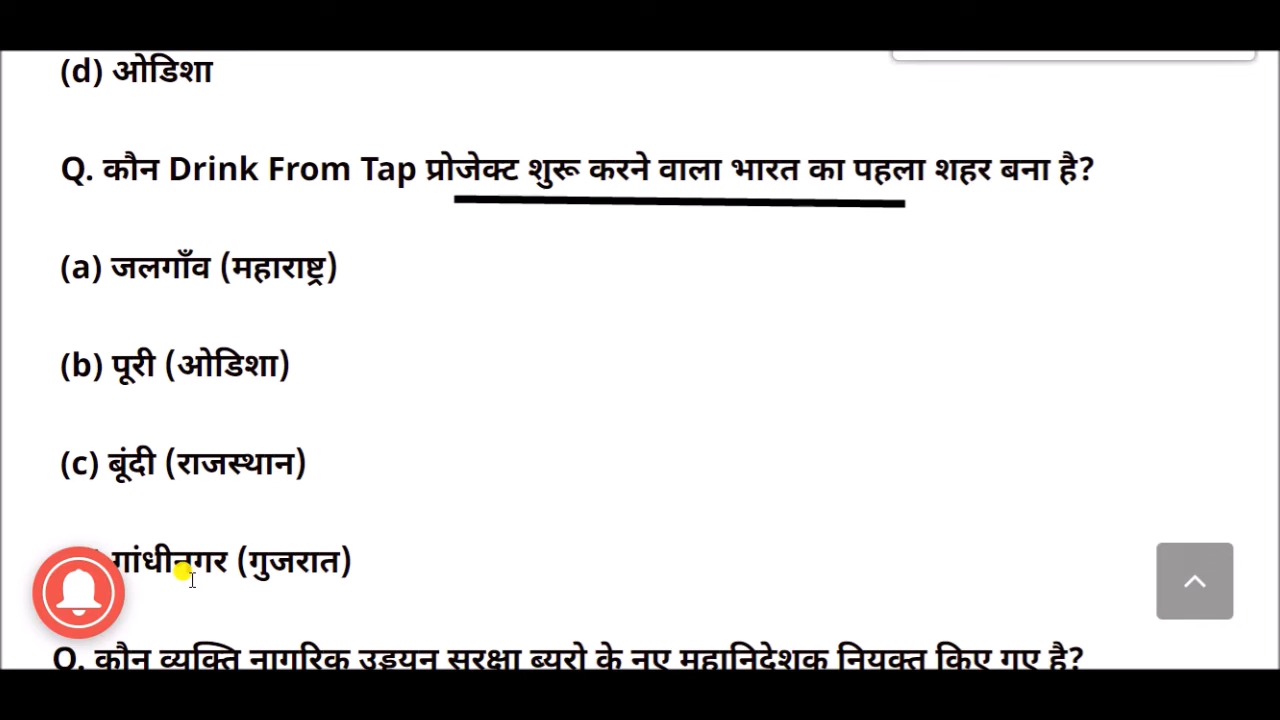 (d) ओडिशा
Q. कौन Drink From Tap प्रोजेक्ट शुरू करने वाला भारत का पहला शहर बना है?
(a) जलगाँव (महाराष्ट्र)
(b) पूरी (ओडिशा)
(c) बूंदी (राजस्थान)
) गांधीनगर (गुजरात)
Q. कौन व्यक्ति नागरिक उड्डयन सुरक्षा ब्यूरो के नए महानिदेशक नियुक्त किए गए है?